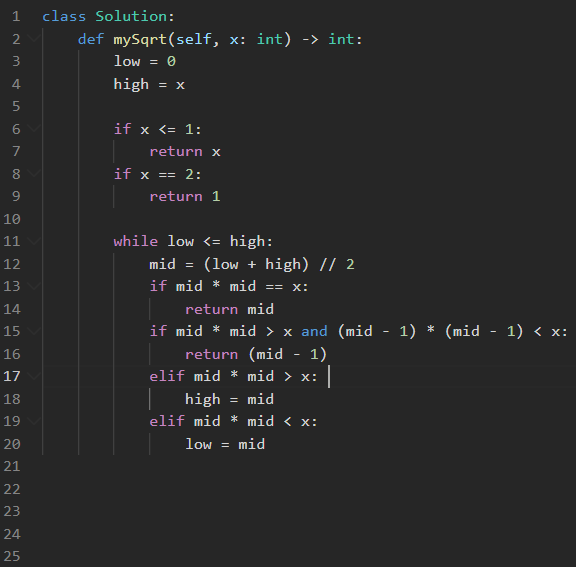 1 class Solution:
2     def mySqrt(self, x: int) -> int:
3         low = 0
4         high = x
5
6         if x <= 1:
7             return x
8         if x == 2:
9             return 1
10
11         while low <= high:
12             mid = (low + high) // 2
13             if mid * mid == x:
14                 return mid
15             if mid * mid > x and (mid - 1) * (mid - 1) < x:
16                 return (mid - 1)
17             elif mid * mid > x:
18                 high = mid
19             elif mid * mid < x:
20                 low = mid
21
22
23
24
25